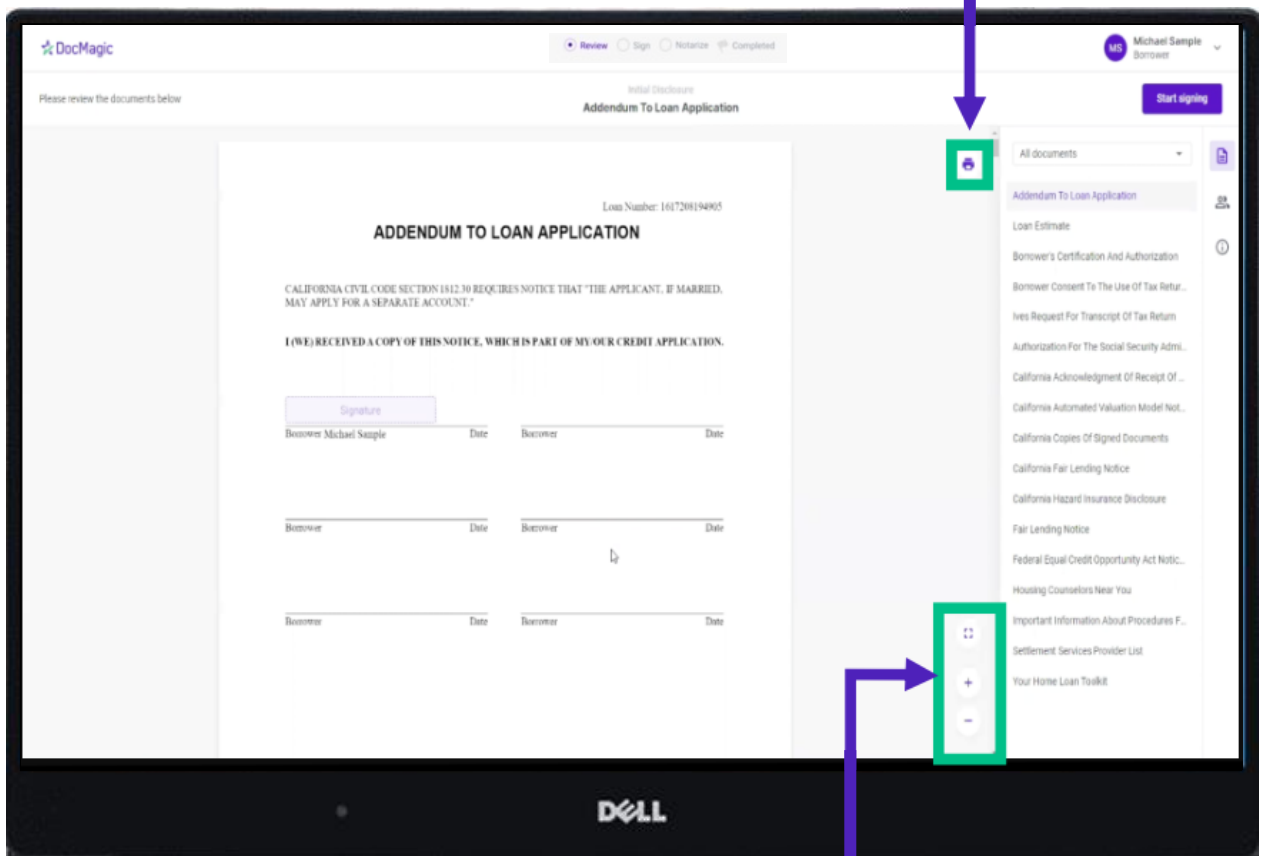 DocMagic
Review Sign Notarize Completed
MS
Michael Sample
Borrower
Please review the documents below
Initial Disclosure
Addendum To Loan Application
Start signing
Loan Number: 1617208194905
ADDENDUM TO LOAN APPLICATION
CALIFORNIA CIVIL CODE SECTION 1812.30 REQUIRES NOTICE THAT "THE APPLICANT, IF MARRIED,
MAY APPLY FOR A SEPARATE ACCOUNT."
I (WE) RECEIVED A COPY OF THIS NOTICE, WHICH IS PART OF MY/OUR CREDIT APPLICATION.
Signature
Borrower Michael Sample Date Borrower Date
Borrower Date Borrower Date
Borrower Date Borrower Date
All documents
Addendum To Loan Application
Loan Estimate
Borrower's Certification And Authorization
Borrower Consent To The Use Of Tax Retur...
Ives Request For Transcript Of Tax Return
Authorization For The Social Security Admi...
California Acknowledgment Of Receipt Of ...
California Automated Valuation Model Not...
California Copies Of Signed Documents
California Fair Lending Notice
California Hazard Insurance Disclosure
Fair Lending Notice
Federal Equal Credit Opportunity Act Notic...
Housing Counselors Near You
Important Information About Procedures F...
Settlement Services Provider List
Your Home Loan Toolkit
DELL